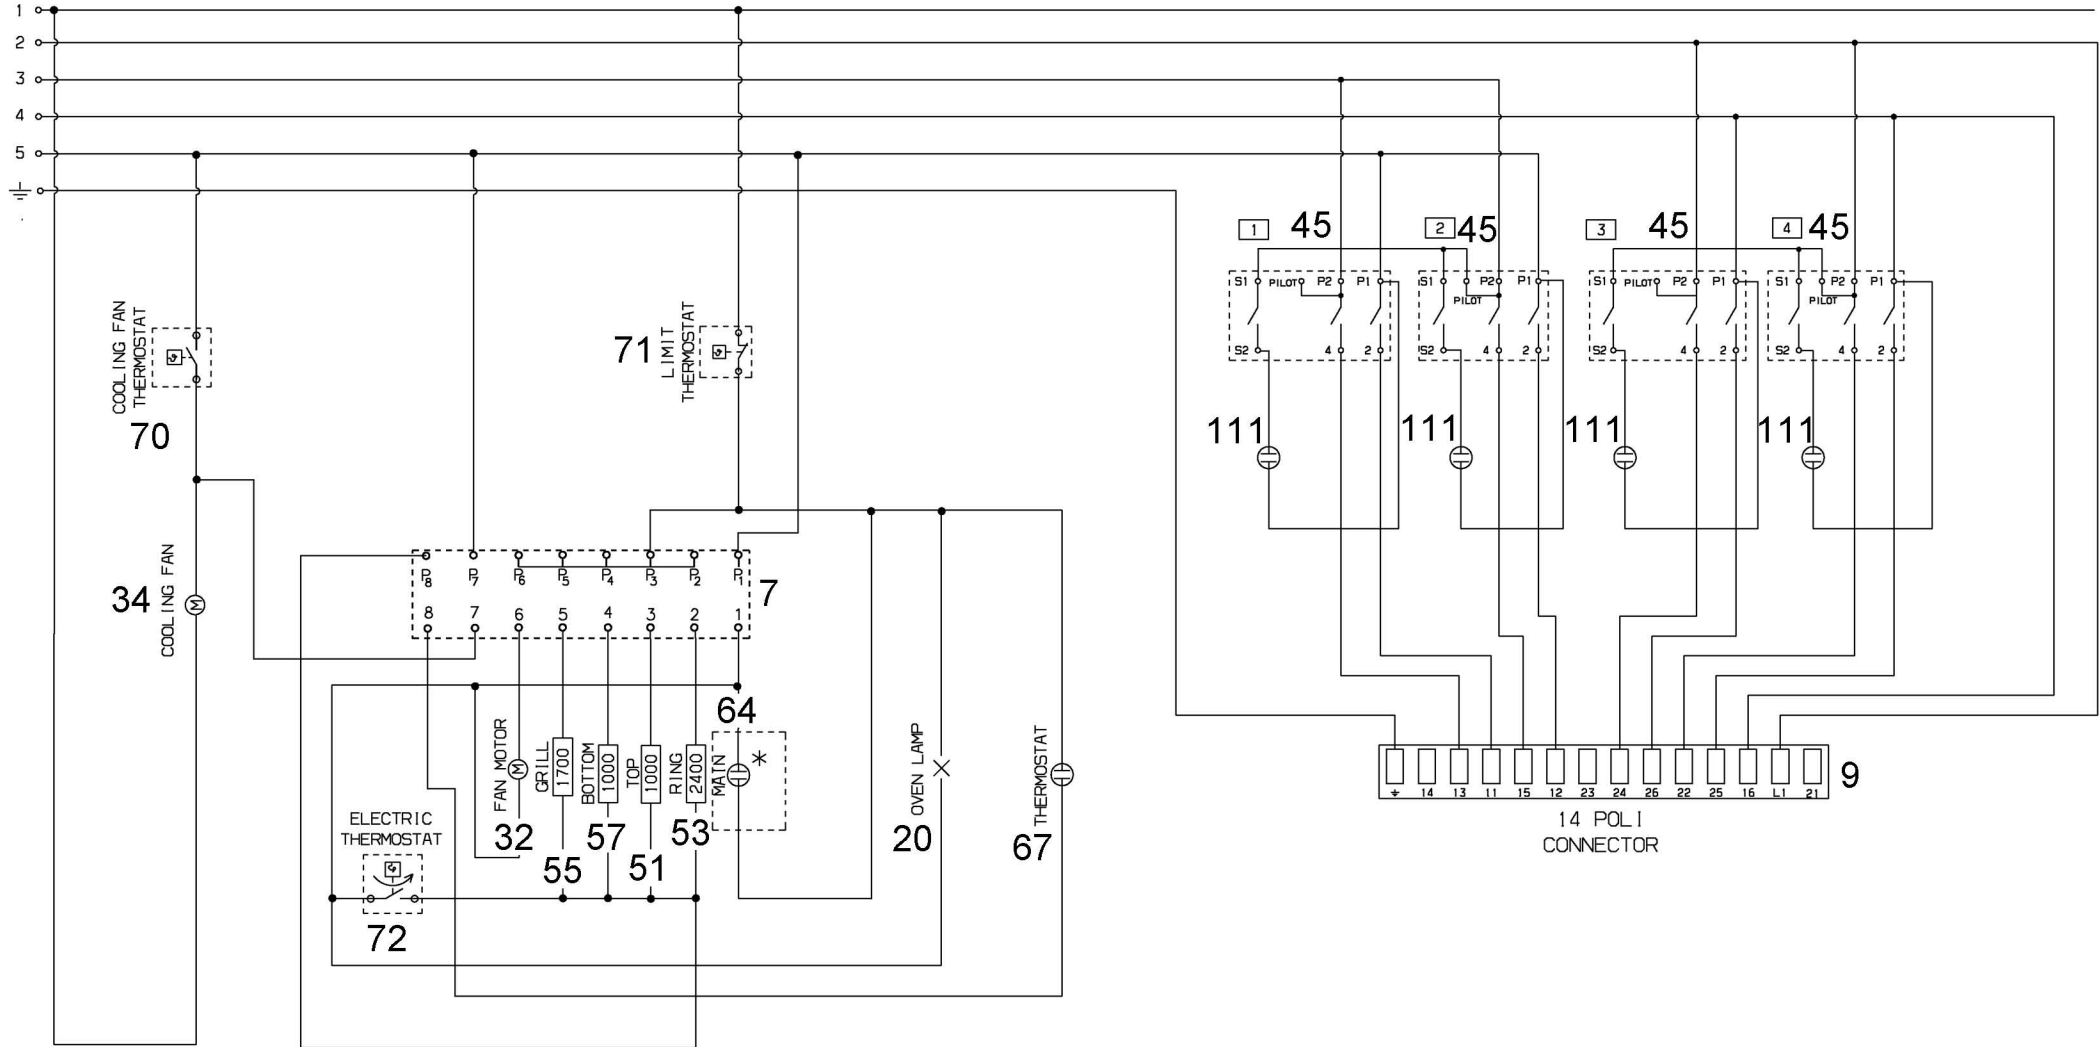 1
2
3
4
5
1 45
2 45
3 45
4 45
S1 PILOT P2 P1
S1 P2 P1
PILOT
S1 PILOT P2 P1
S1 P2 P1
PILOT
S2 4 2
S2 4 2
S2 4 2
S2 4 2
111
111
111
111
COOLING FAN
THERMOSTAT
70
71
LIMIT
THERMOSTAT
34
COOLING FAN
P8 P7 P6 P5 P4 P3 P2 P1
7
8 7 6 5 4 3 2 1
FAN MOTOR
M
32
GRILL
1700
55
BOTTOM
1000
57
TOP
1000
51
RING
2400
53
64
MAIN
*
OVEN LAMP
20
THERMOSTAT
67
ELECTRIC
THERMOSTAT
72
M
14 13 11 15 12 23 24 26 22 25 16 L1 21
9
14 POLI
CONNECTOR